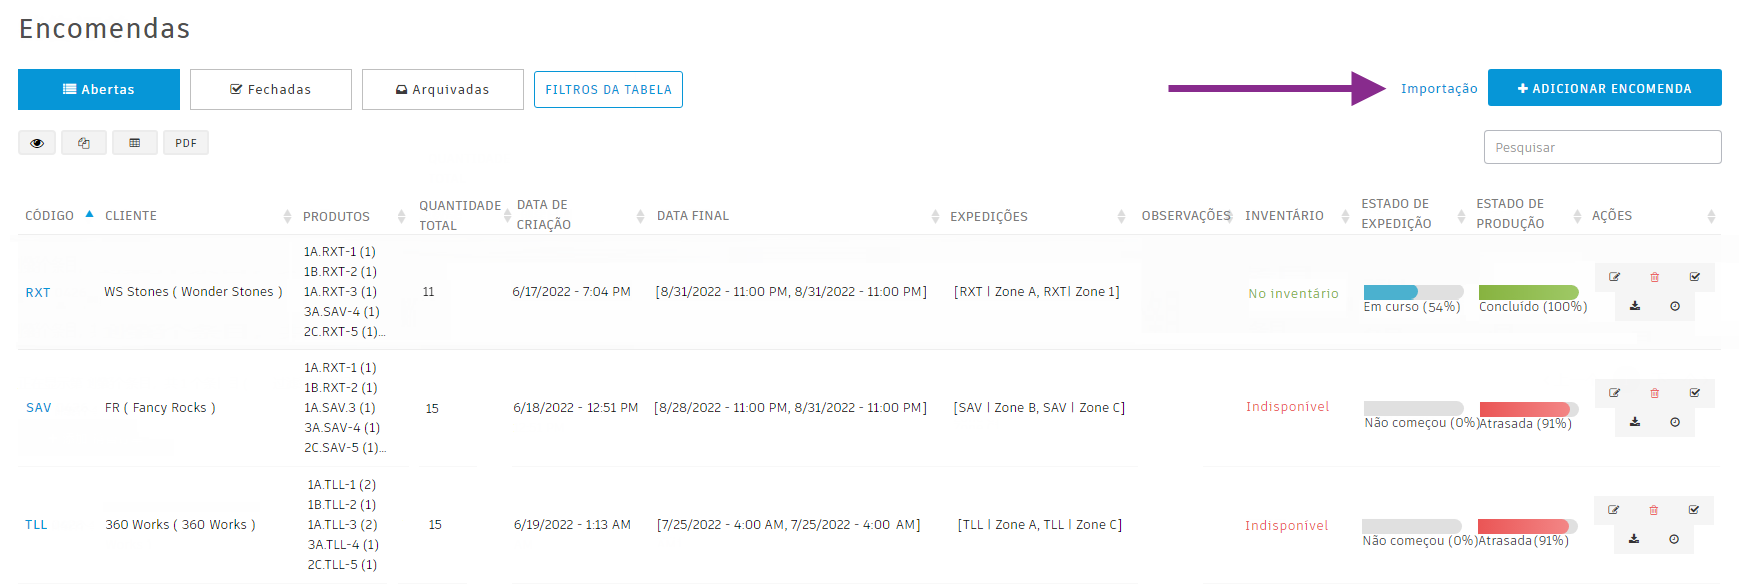 Encomendas
Abertas
Fechadas
Arquivadas
FILTROS DA TABELA
Importação
ADICIONAR ENCOMENDA
PDF
Pesquisar
CÓDIGO
CLIENTE
PRODUTOS
QUANTIDADE
TOTAL
DATA DE
CRIAÇÃO
DATA FINAL
EXPEDIÇÕES
OBSERVAÇÕES
INVENTÁRIO
ESTADO DE
EXPEDIÇÃO
ESTADO DE
PRODUÇÃO
AÇÕES
RXT
WS Stones ( Wonder Stones )
1A.RXT-1 (1)
1B.RXT-2 (1)
1A.RXT-3 (1)
3A.SAV-4 (1)
2C.RXT-5 (1)...
11
6/17/2022 - 7:04 PM
[8/31/2022 - 11:00 PM, 8/31/2022 - 11:00 PM]
[RXT | Zone A, RXT| Zone 1]
No inventário
Em curso (54%)
Concluído (100%)
SAV
FR ( Fancy Rocks )
1A.RXT-1 (1)
1B.RXT-2 (1)
1A.SAV.3 (1)
3A.SAV-4 (1)
2C.SAV-5 (1)...
15
6/18/2022 - 12:51 PM
[8/28/2022 - 11:00 PM, 8/31/2022 - 11:00 PM]
[SAV | Zone B, SAV | Zone C]
Indisponível
Não começou (0%)
Atrasada (91%)
TLL
360 Works ( 360 Works )
1A.TLL-1 (2)
1B.TLL-2 (1)
1A.TLL-3 (2)
3A.TLL-4 (1)
2C.TLL-5 (1)
15
6/19/2022 - 1:13 AM
[7/25/2022 - 4:00 AM, 7/25/2022 - 4:00 AM]
[TLL | Zone A, TLL | Zone C]
Indisponível
Não começou (0%)
Atrasada (91%)